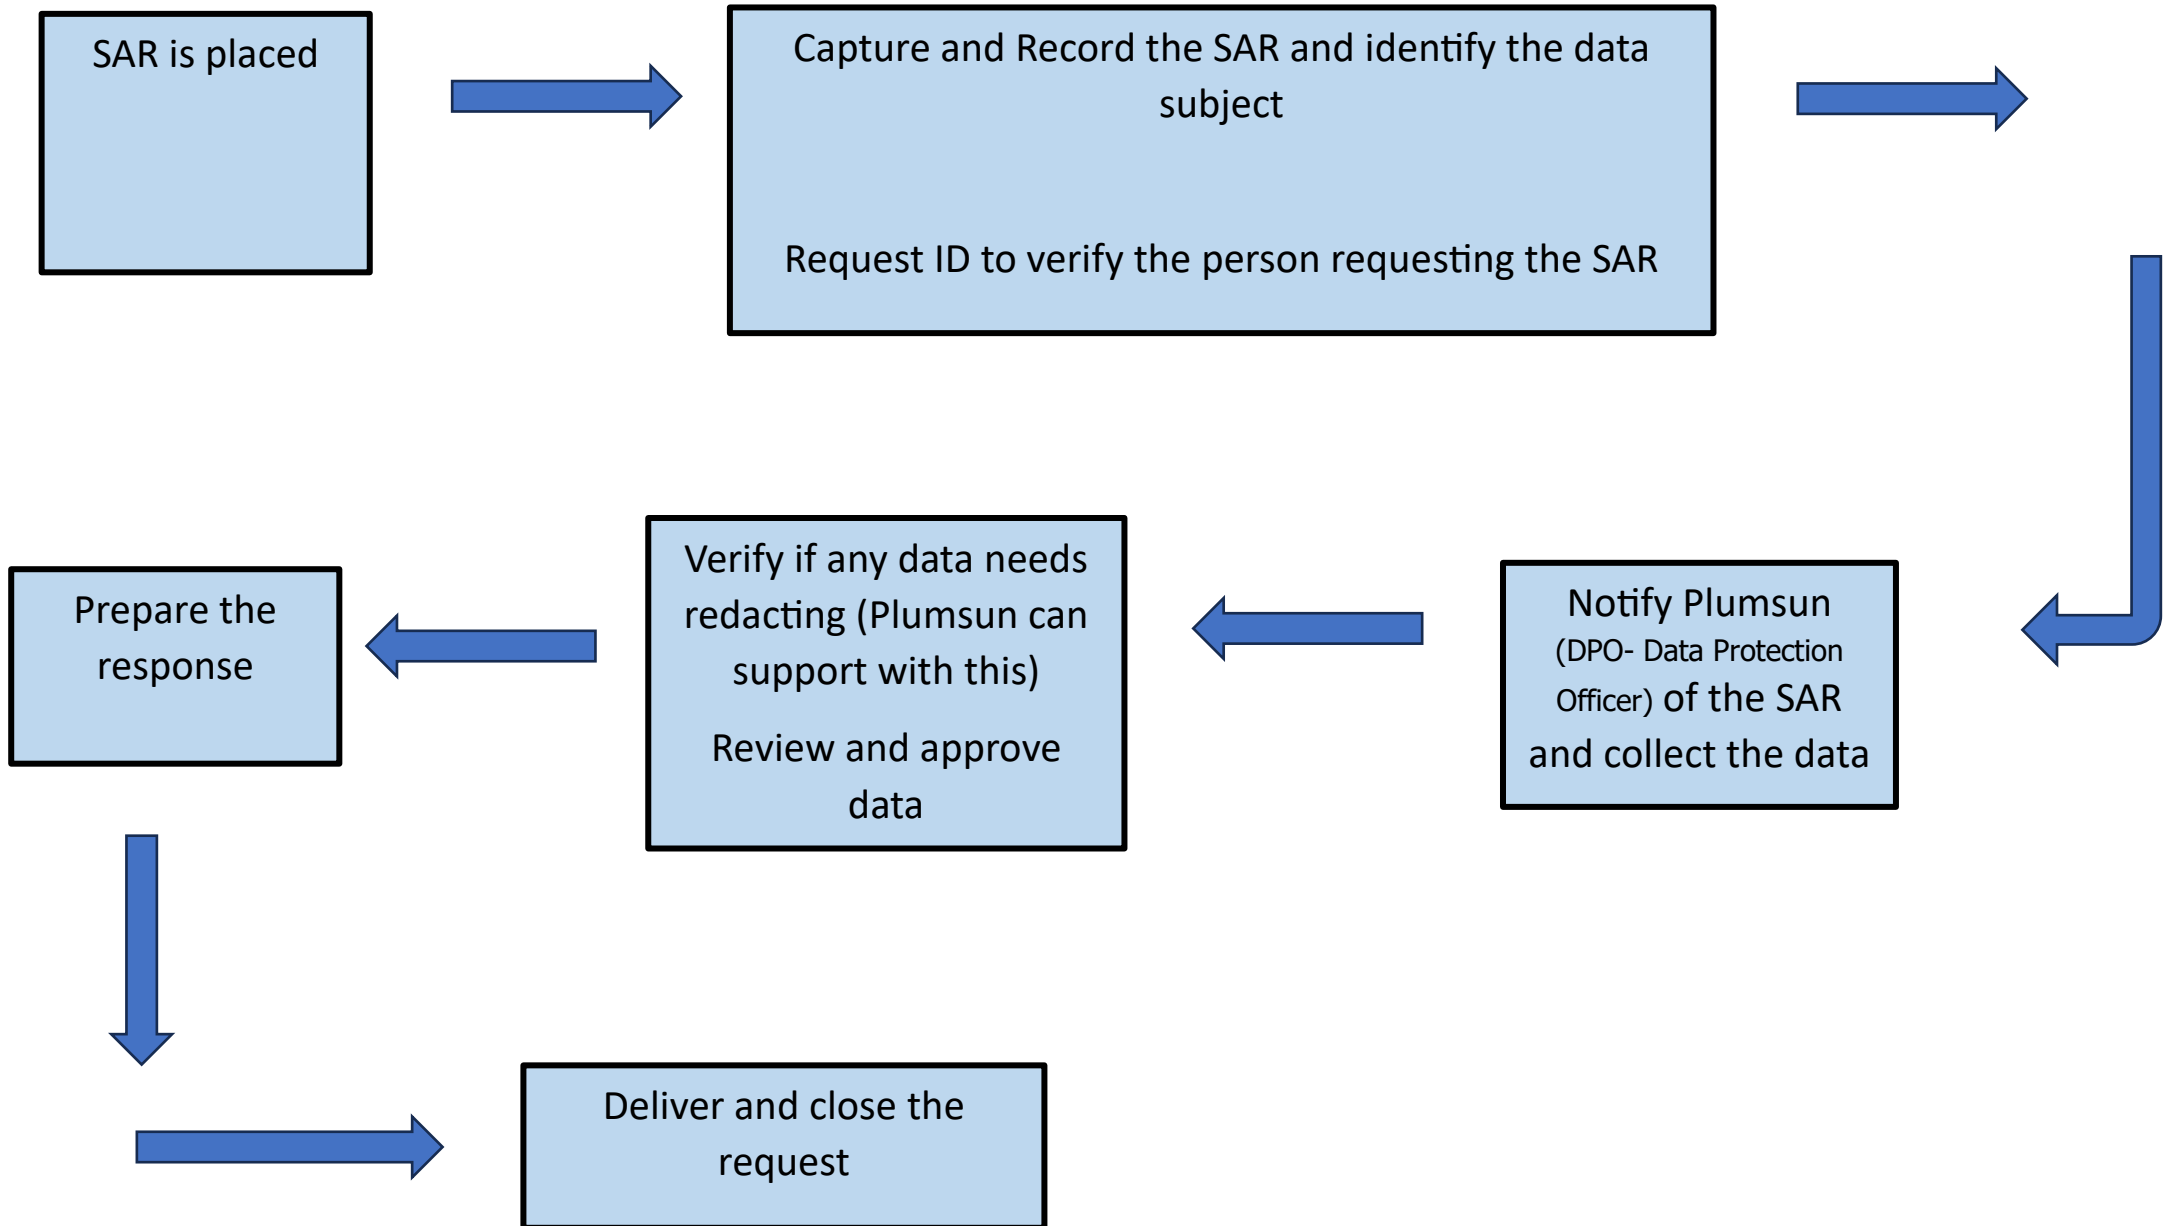 SAR is placed
Capture and Record the SAR and identify the data
subject
Request ID to verify the person requesting the SAR
Notify Plumsun
(DPO- Data Protection
Officer) of the SAR
and collect the data
Verify if any data needs
redacting (Plumsun can
support with this)
Review and approve
data
Prepare the
response
Deliver and close the
request